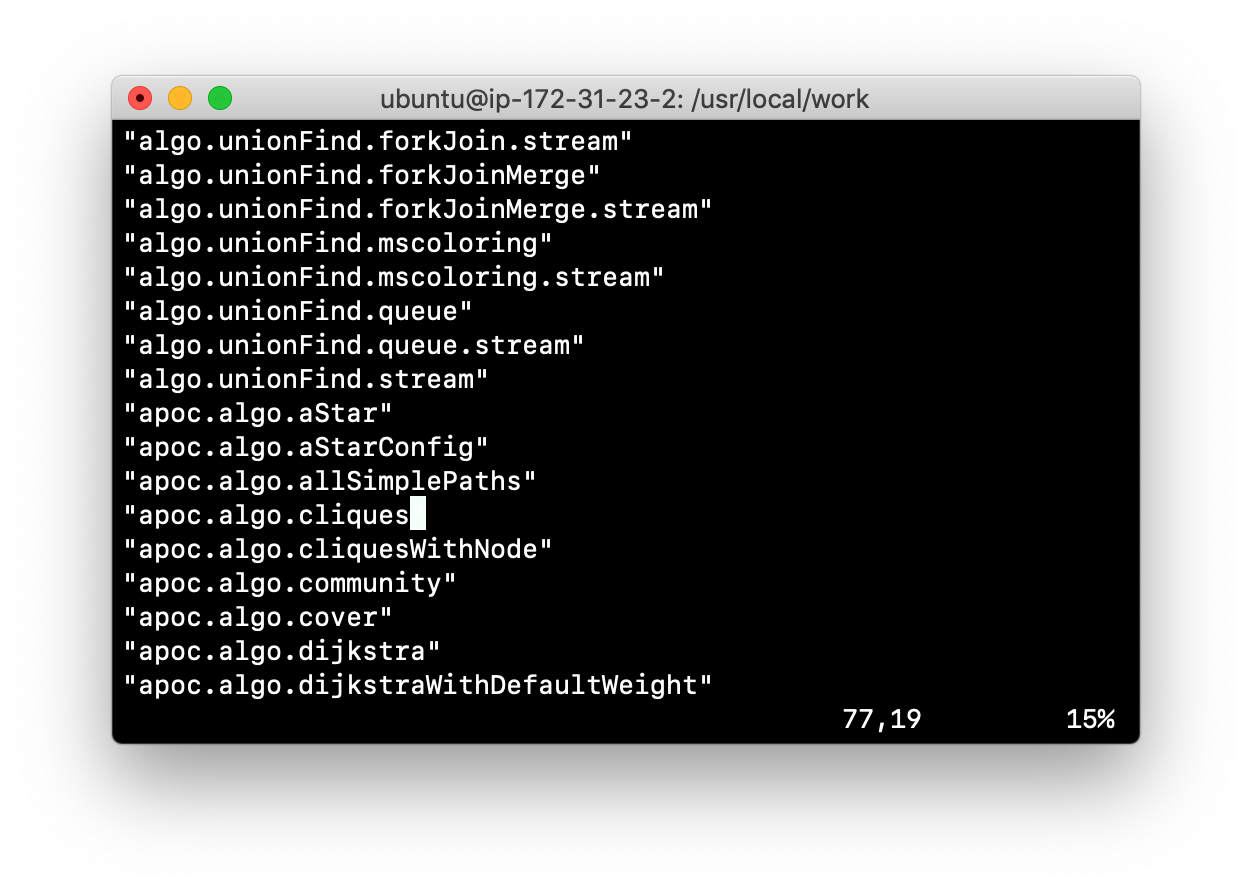 ubuntu@ip-172-31-23-2: /usr/local/work
"algo.unionFind.forkJoin.stream"
"algo.unionFind.forkJoinMerge"
"algo.unionFind.forkJoinMerge.stream"
"algo.unionFind.mscoloring"
"algo.unionFind.mscoloring.stream"
"algo.unionFind.queue"
"algo.unionFind.queue.stream"
"algo.unionFind.stream"
"apoc.algo.aStar"
"apoc.algo.aStarConfig"
"apoc.algo.allSimplePaths"
"apoc.algo.cliques
"apoc.algo.cliquesWithNode"
"apoc.algo.community"
"apoc.algo.cover"
"apoc.algo.dijkstra"
"apoc.algo.dijkstraWithDefaultWeight"
77,19 15%